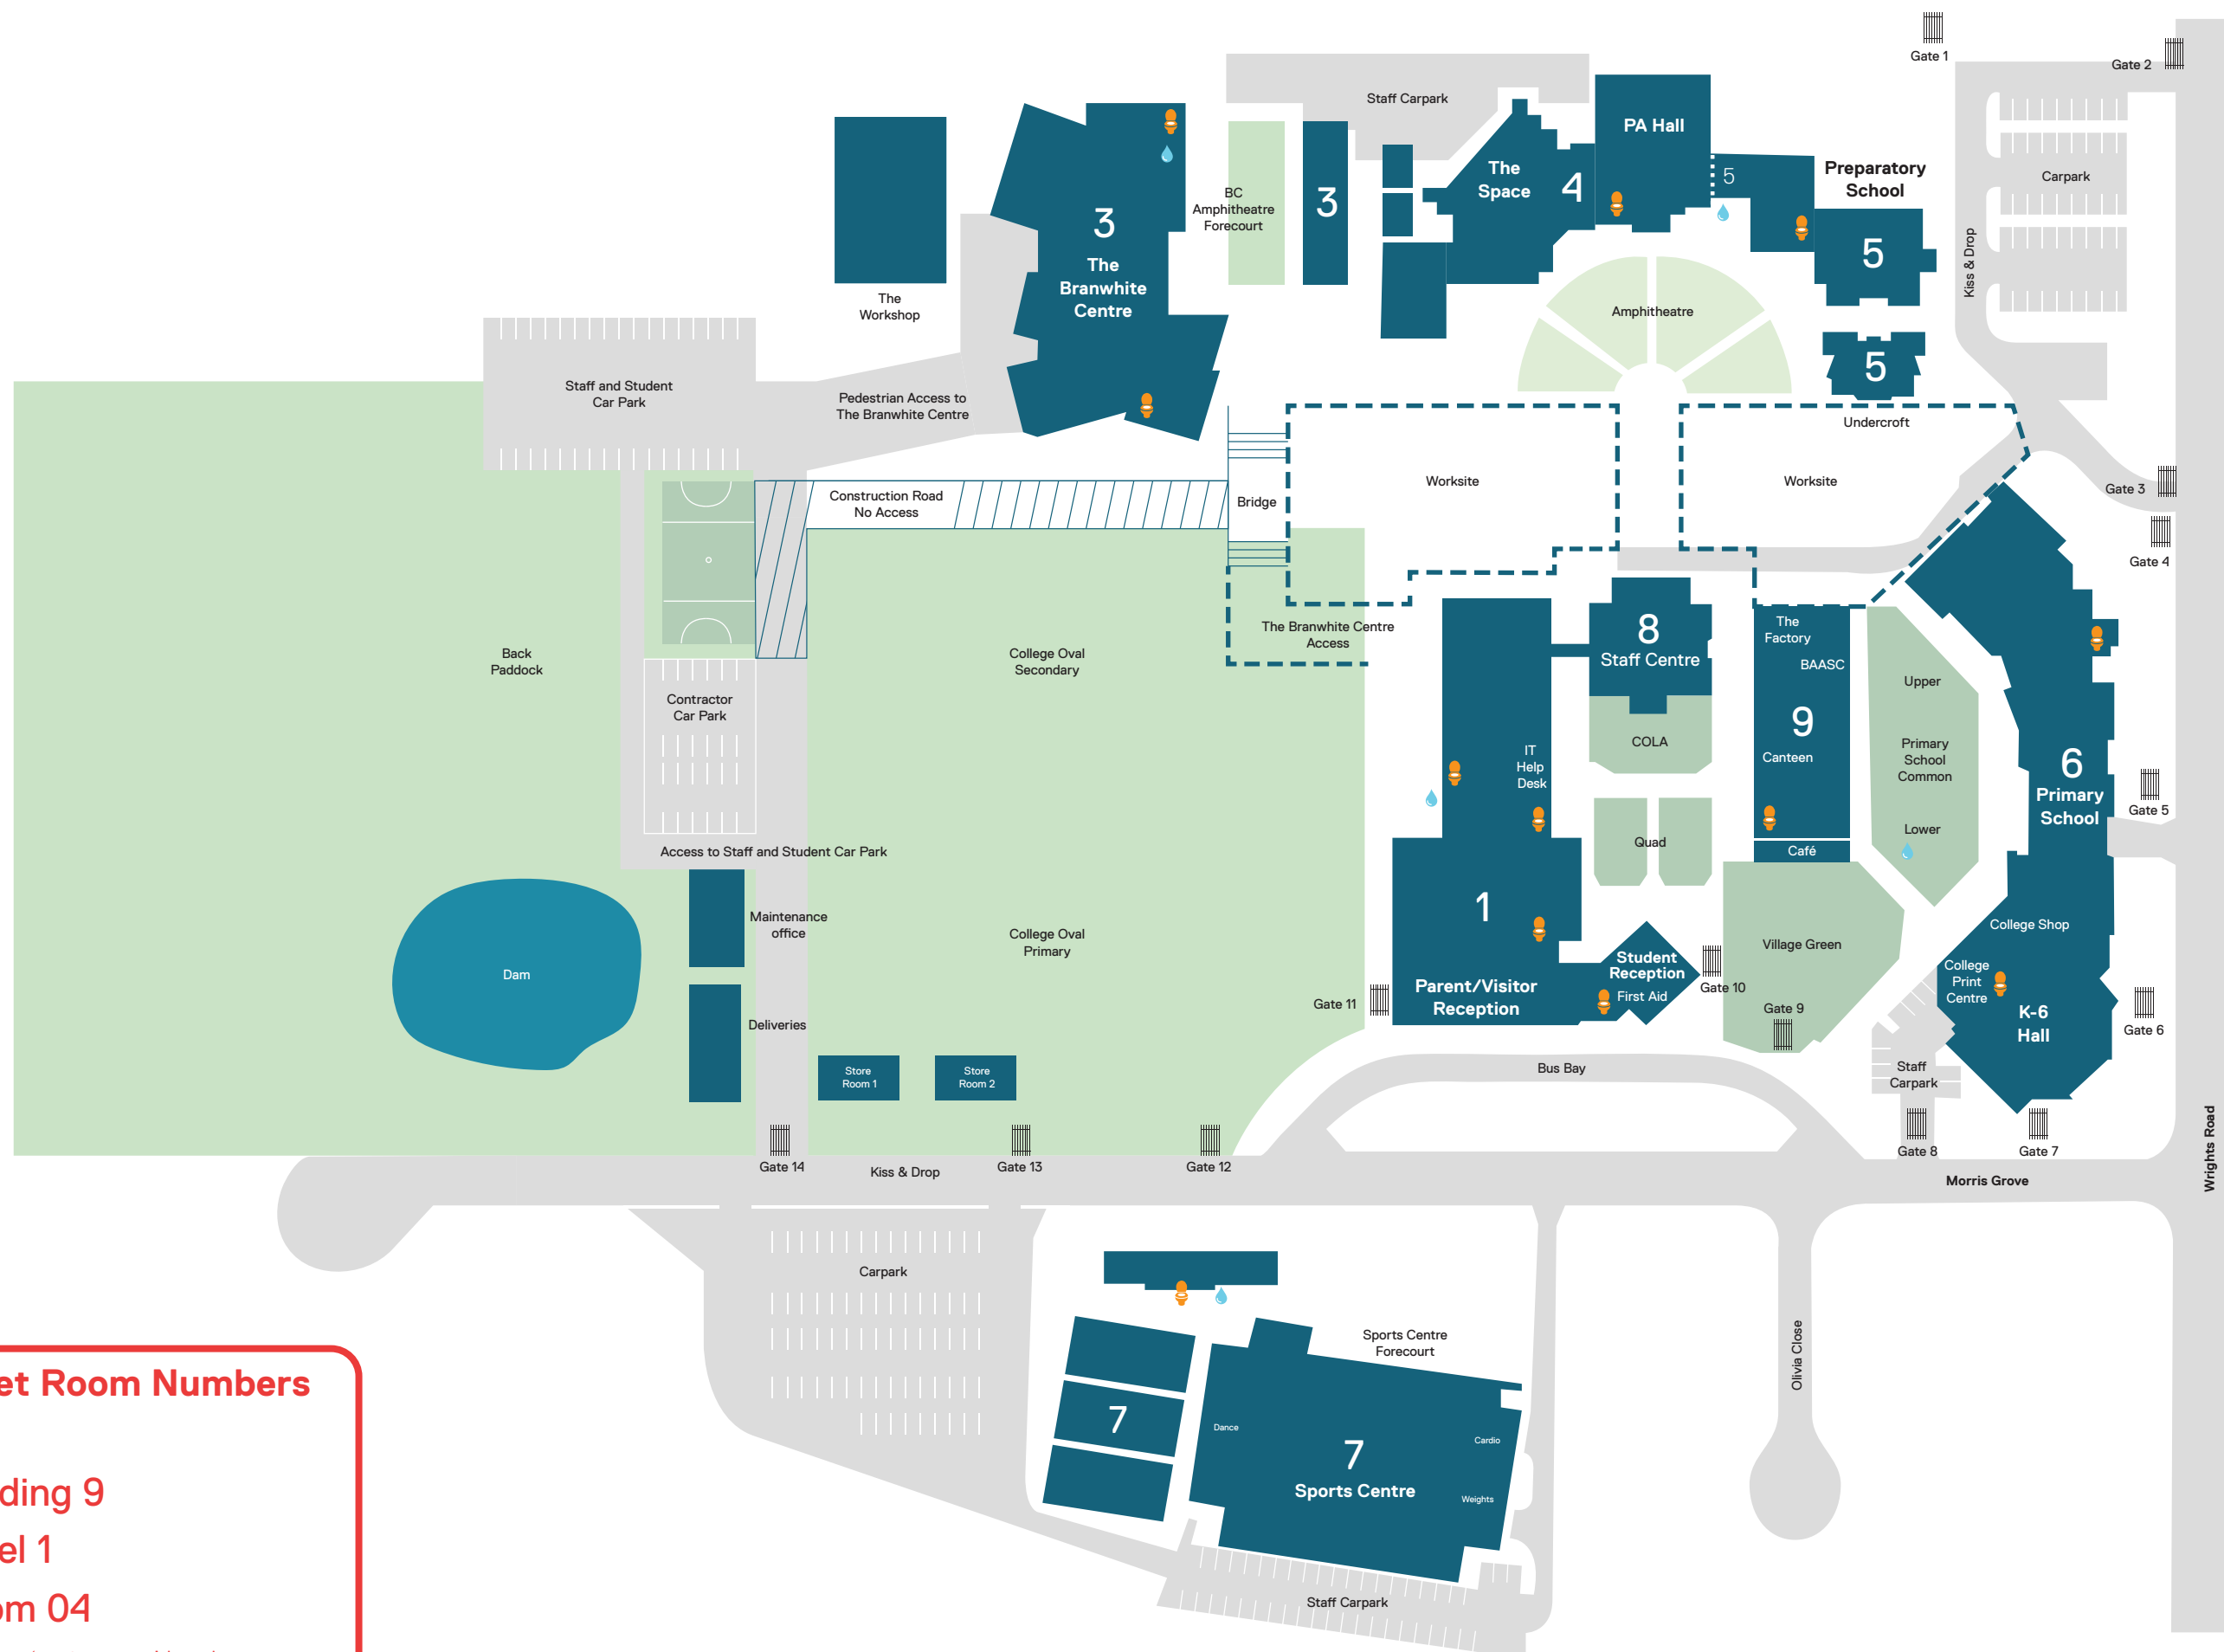 Gate 1
Gate 2
Staff Carpark
PA Hall
The
Space
4
5
Preparatory
School
Carpark
3
The
Branwhite
Centre
BC
Amphitheatre
Forecourt
3
5
Kiss & Drop
The
Workshop
Amphitheatre
5
Staff and Student
Car Park
Pedestrian Access to
The Branwhite Centre
Undercroft
Construction Road
No Access
Bridge
Worksite
Worksite
Gate 3
Gate 4
The Branwhite Centre
Access
8
Staff Centre
The
Factory
BAASC
9
Canteen
Café
Back
Paddock
College Oval
Secondary
Contractor
Car Park
COLA
IT
Help
Desk
Upper
Primary
School
Common
Lower
6
Primary
School
Gate 5
Access to Staff and Student Car Park
Quad
1
Maintenance
office
College Oval
Primary
Village Green
College Shop
College
Print
Centre
Dam
Student
Reception
First Aid
Parent/Visitor
Reception
Gate 10
Gate 11
Gate 9
K-6
Hall
Gate 6
Deliveries
Store
Room 1
Store
Room 2
Bus Bay
Staff
Carpark
Gate 14
Kiss & Drop
Gate 13
Gate 12
Gate 8
Gate 7
Morris Grove
Wrights Road
Carpark
Sports Centre
Forecourt
Olivia Close
7
Dance
Cardio
7
Sports Centre
Weights
Staff Carpark
et Room Numbers
ding 9
el 1
om 04